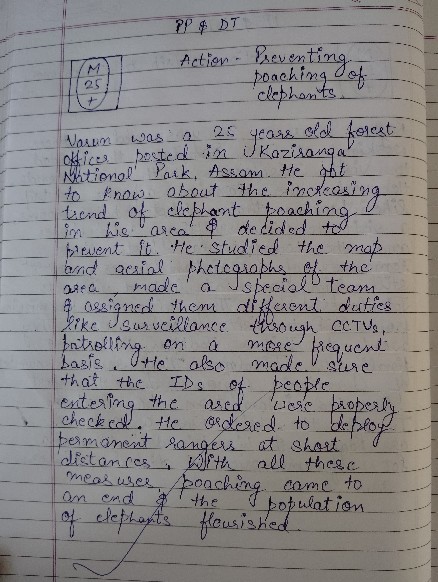 PP & DT
M
25
+
Action - Preventing
poaching of
elephants.
Varun was a 25 years old forest
officer posted in Kaziranga
National Park, Assam. He got
to know about the increasing
trend of elephant poaching
in his area & decided to
prevent it. He studied the map
and aerial photographs of the
area, made a special team
& assigned them different duties
like surveillance through CCTVs,
patrolling on a more frequent
basis. He also made sure
that the IDs of people
entering the area were properly
checked. He ordered to deploy
permanent rangers at short
distances. With all these
measures, poaching came to
an end & the population
of elephants flourished.